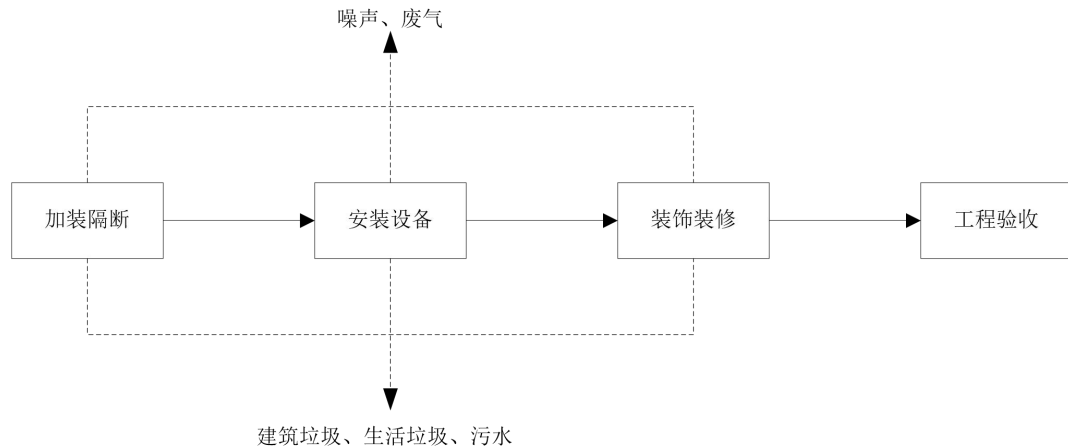 噪声、废气
加装隔断
安装设备
装饰装修
工程验收
建筑垃圾、生活垃圾、污水